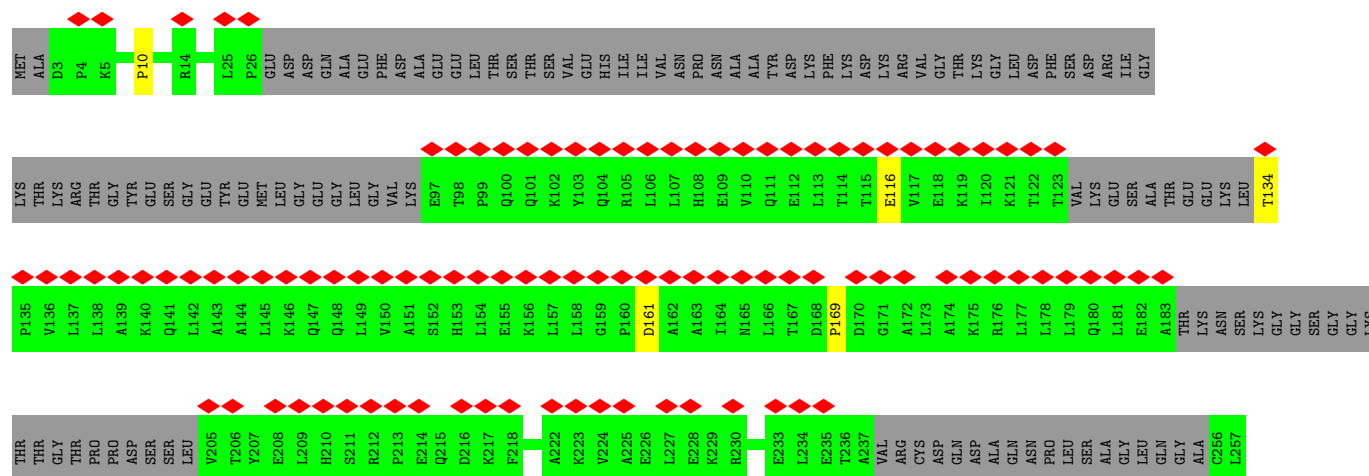 MET ALA D3 P4 K5 P10 R14 L25 P26 GLU ASP ASP GLN ALA GLU PHE ASP ALA GLU GLU LEU THR SER THR SER VAL GLU HIS ILE ILE VAL ASN PRO ASN ALA ALA TYR ASP LYS PHE LYS ASP LYS ARG VAL GLY THR LYS GLY LEU ASP PHE SER ASP ARG ILE GLY
LYS THR LYS ARG THR GLY TYR GLU SER GLY GLU TYR GLU MET LEU GLY GLU GLY LEU GLY VAL LYS E97 T98 P99 Q100 Q101 K102 Y103 Q104 R105 L106 L107 H108 E109 V110 Q111 E112 L113 T114 T115 E116 V117 E118 K119 I120 K121 T122 T123 VAL LYS GLU SER ALA THR GLU GLU LYS LEU T134
P135 V136 L137 L138 A139 K140 Q141 L142 A143 A144 L145 K146 Q147 Q148 L149 V150 A151 S152 H153 L154 E155 K156 L157 L158 G159 P160 D161 A162 A163 I164 N165 L166 T167 D168 P169 D170 G171 A172 L173 A174 K175 R176 L177 L178 L179 Q180 L181 E182 A183 THR LYS ASN SER LYS GLY GLY SER GLY GLY LYS
THR THR GLY THR PRO PRO ASP SER SER LEU V205 T206 Y207 E208 L209 H210 S211 R212 P213 E214 Q215 D216 K217 F218 A222 K223 V224 A225 E226 L227 E228 K229 R230 E233 L234 E235 T236 A237 VAL ARG CYS ASP GLN ASP ALA GLN ASN PRO LEU SER ALA GLY LEU GLN GLY ALA C256 L257